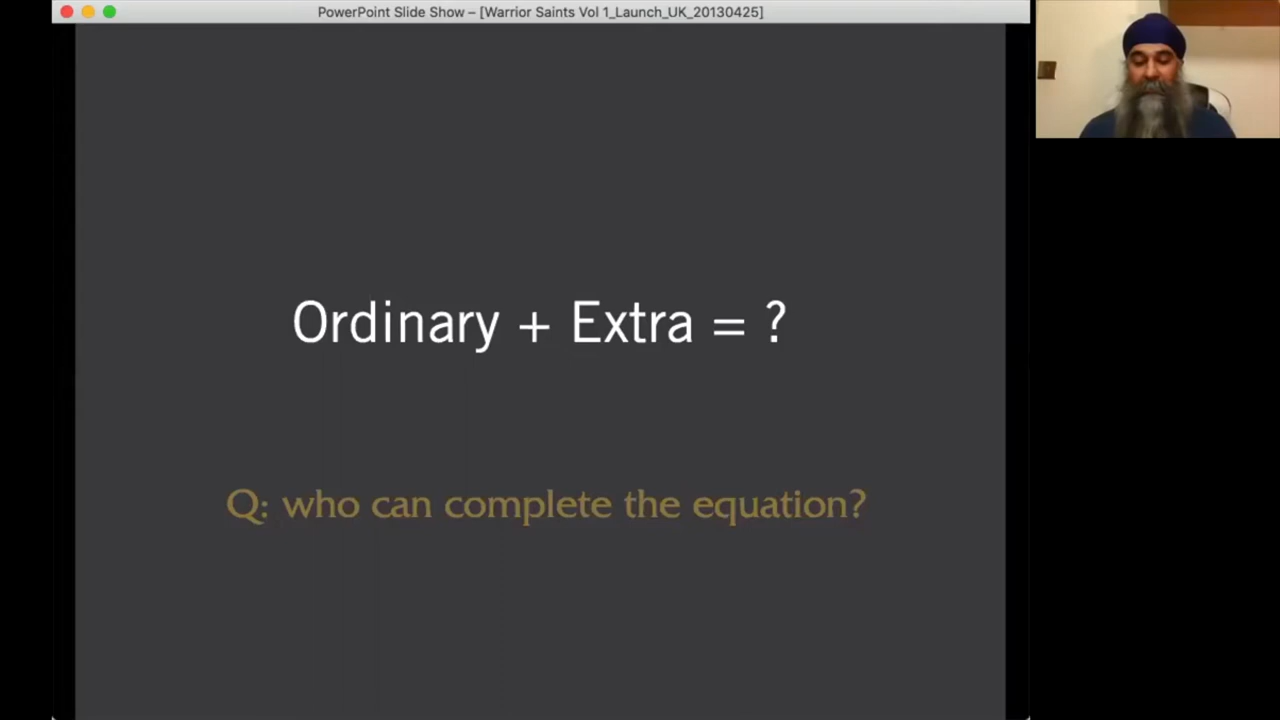 PowerPoint Slide Show – [Warrior Saints Vol 1_Launch_UK_20130425]
Ordinary + Extra = ?
Q: who can complete the equation?